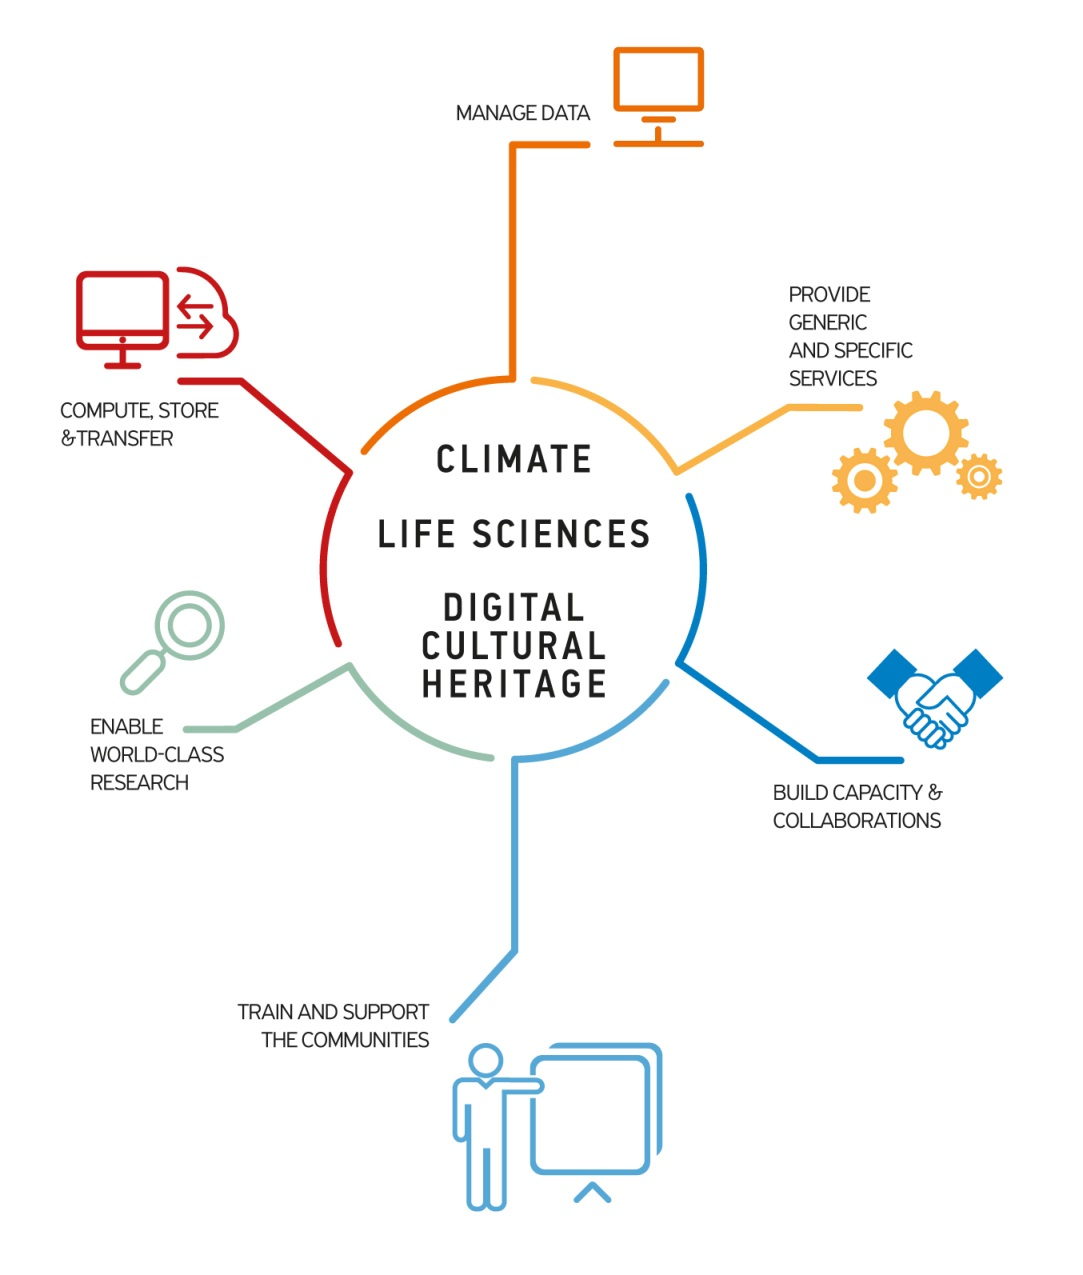 MANAGE DATA
PROVIDE
GENERIC
AND SPECIFIC
SERVICES
COMPUTE, STORE
&TRANSFER
CLIMATE
LIFE SCIENCES
DIGITAL
CULTURAL
HERITAGE
ENABLE
WORLD-CLASS
RESEARCH
BUILD CAPACITY &
COLLABORATIONS
TRAIN AND SUPPORT
THE COMMUNITIES